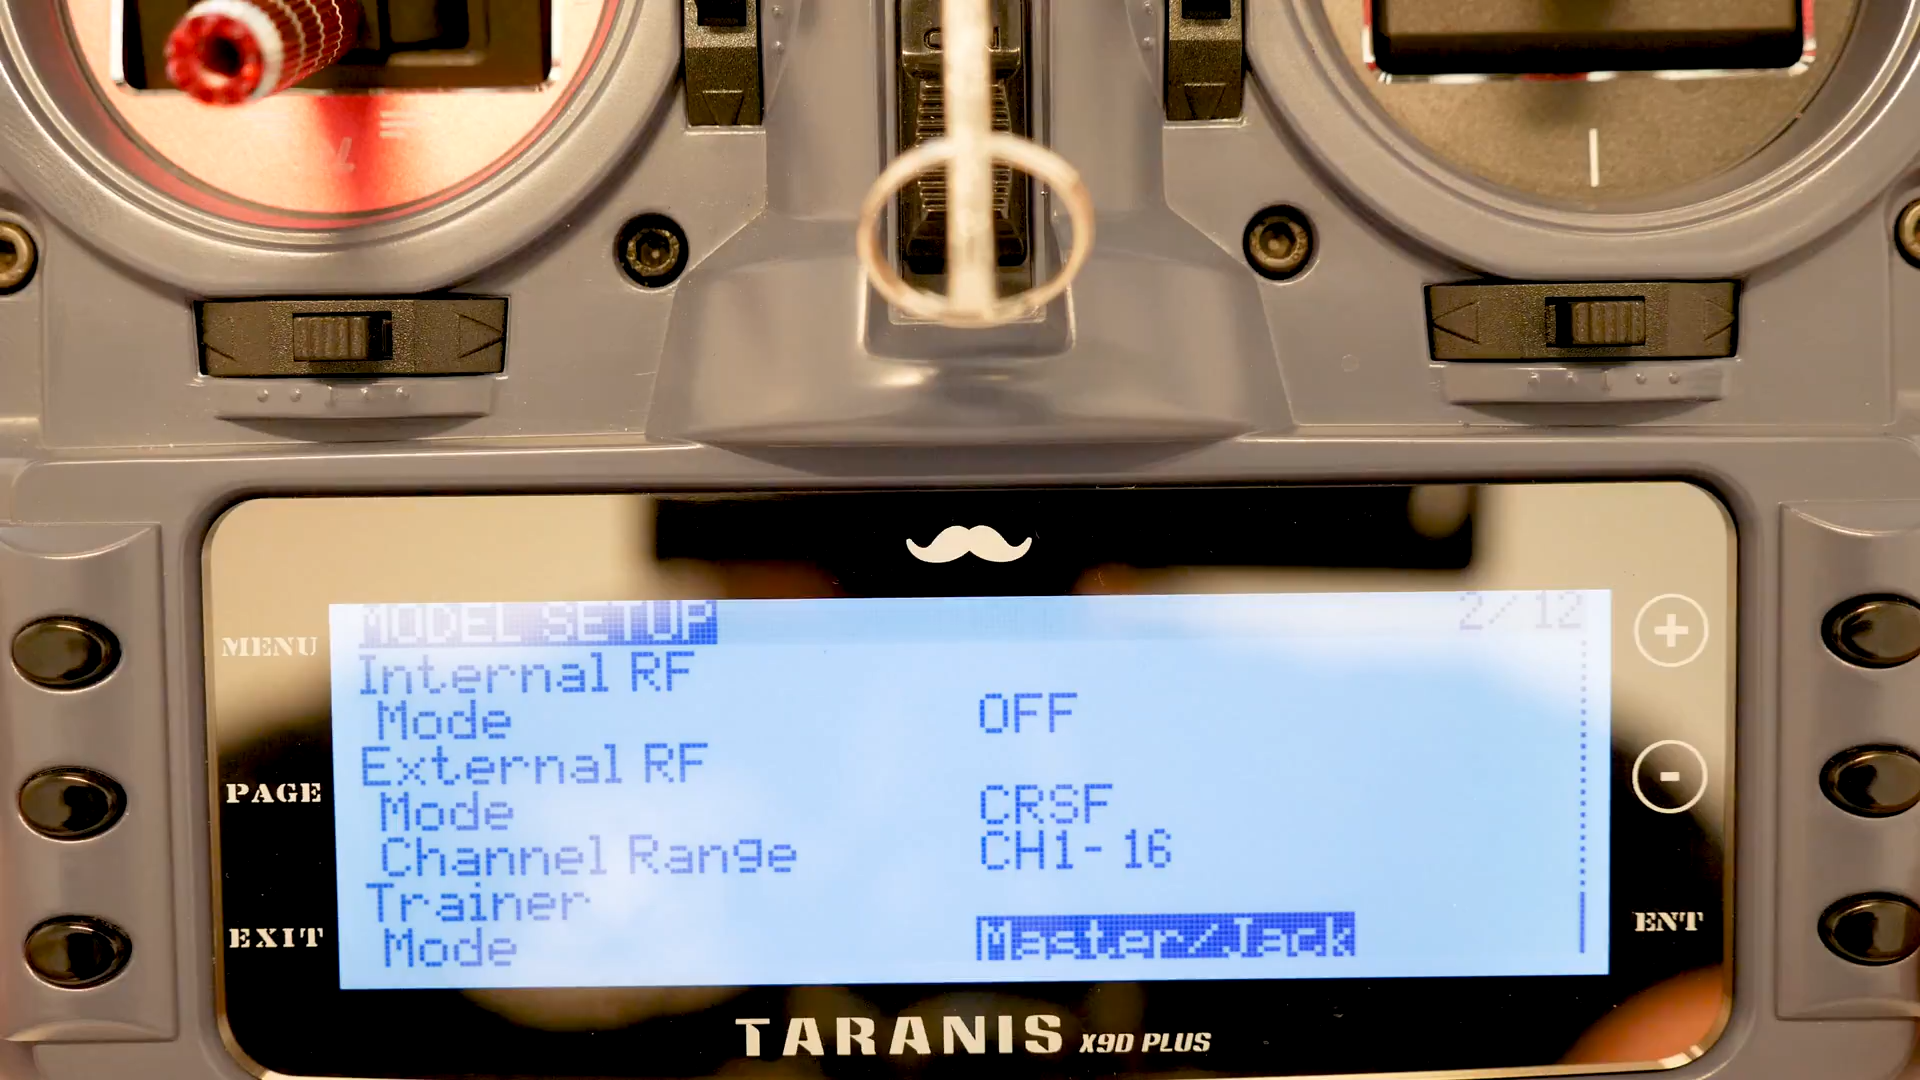 MODEL SETUP 2/12
Internal RF
Mode OFF
External RF
Mode CRSF
Channel Range CH1-16
Trainer
Mode Master/Jack
MENU
PAGE
EXIT
+
-
ENT
TARANIS X9D PLUS